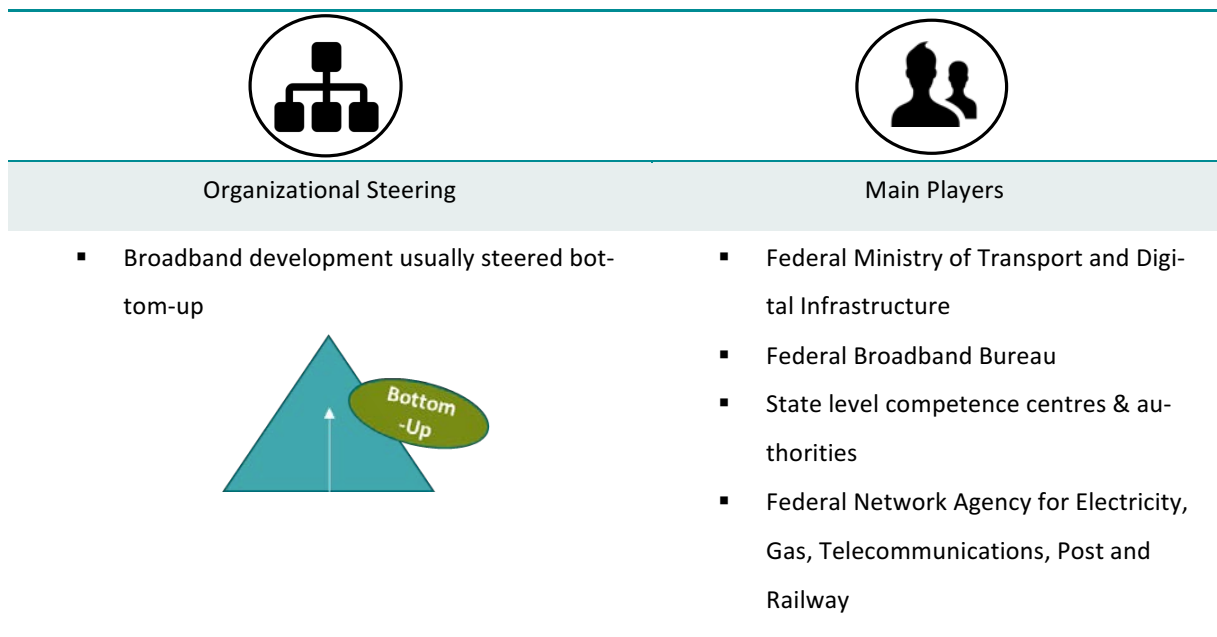 Organizational Steering
Main Players
▪ Broadband development usually steered bot-
tom-up
Bottom
-Up
▪ Federal Ministry of Transport and Digi-
tal Infrastructure
▪ Federal Broadband Bureau
▪ State level competence centres & au-
thorities
▪ Federal Network Agency for Electricity,
Gas, Telecommunications, Post and
Railway